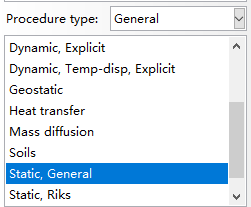 Procedure type: General
Dynamic, Explicit
Dynamic, Temp-disp, Explicit
Geostatic
Heat transfer
Mass diffusion
Soils
Static, General
Static, Riks